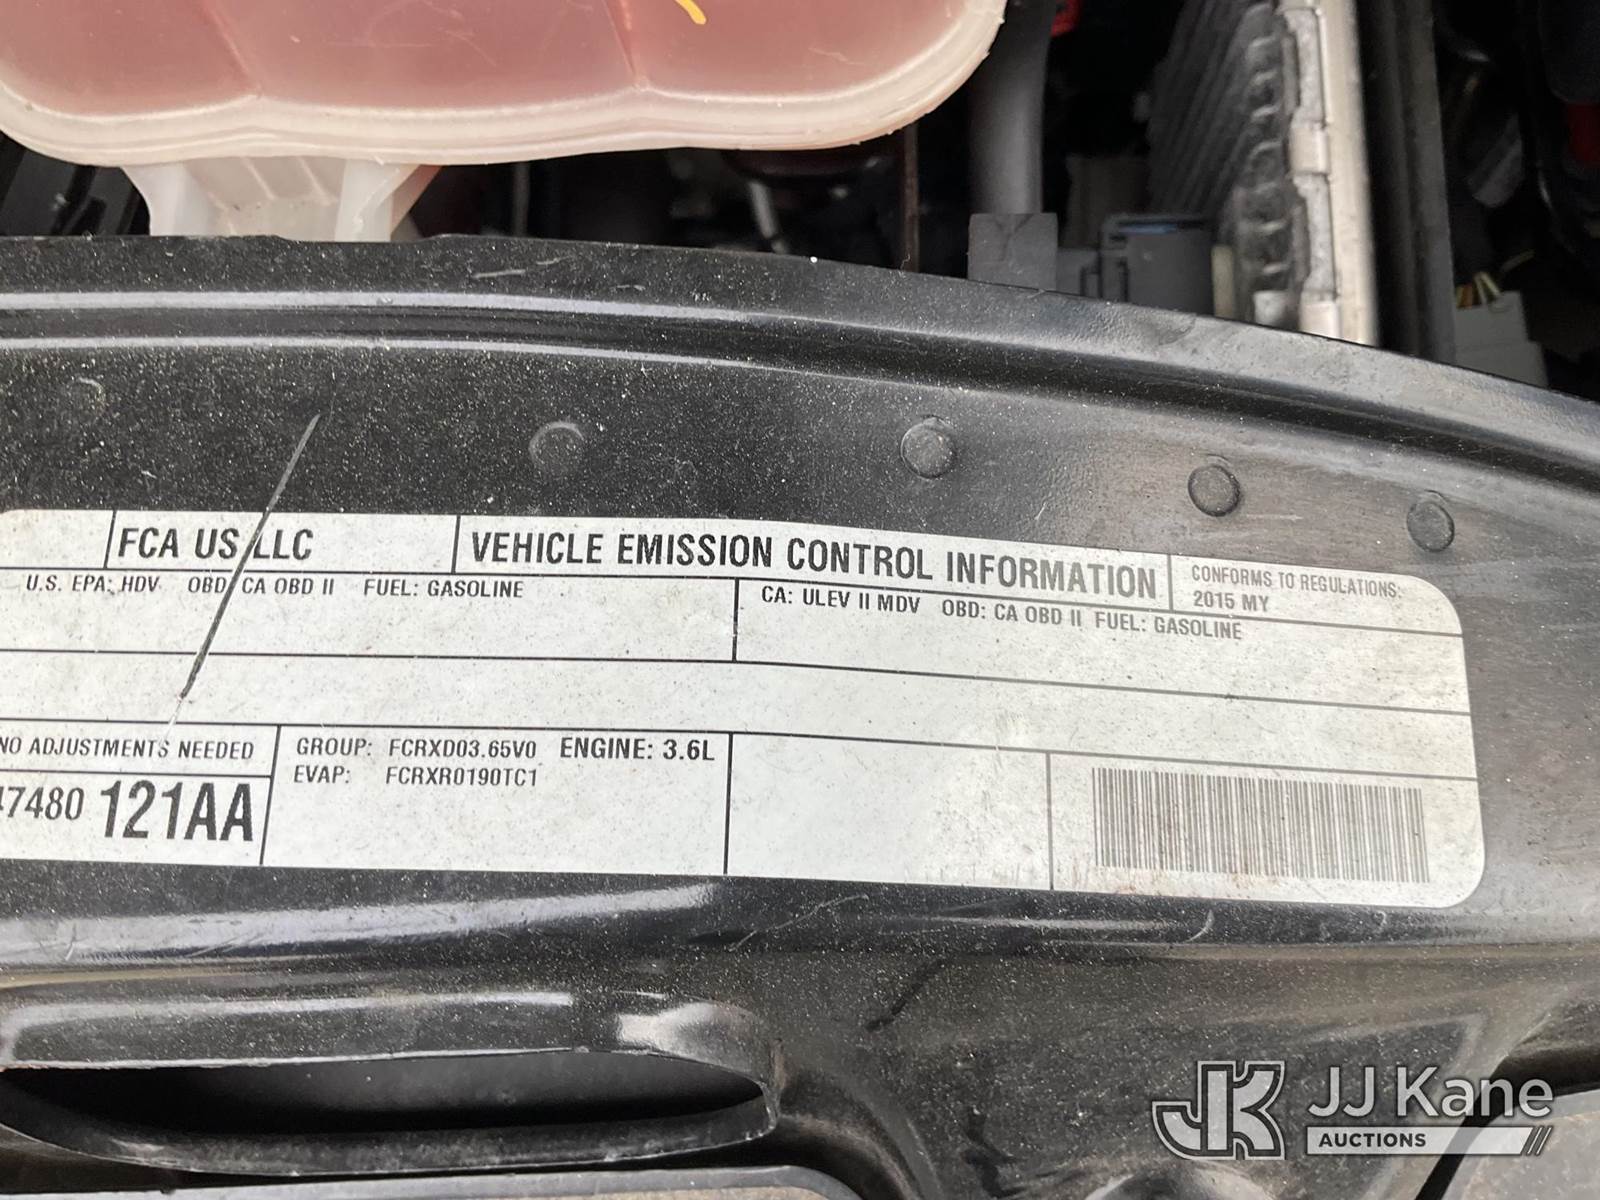 FCA US LLC
VEHICLE EMISSION CONTROL INFORMATION
CONFORMS TO REGULATIONS:
2015 MY
U.S. EPA: HDV OBD: CA OBD II FUEL: GASOLINE
CA: ULEV II MDV OBD: CA OBD II FUEL: GASOLINE
NO ADJUSTMENTS NEEDED
47480 121AA
GROUP: FCRXD03.65V0 ENGINE: 3.6L
EVAP: FCRXR0190TC1
JK JJ Kane
AUCTIONS